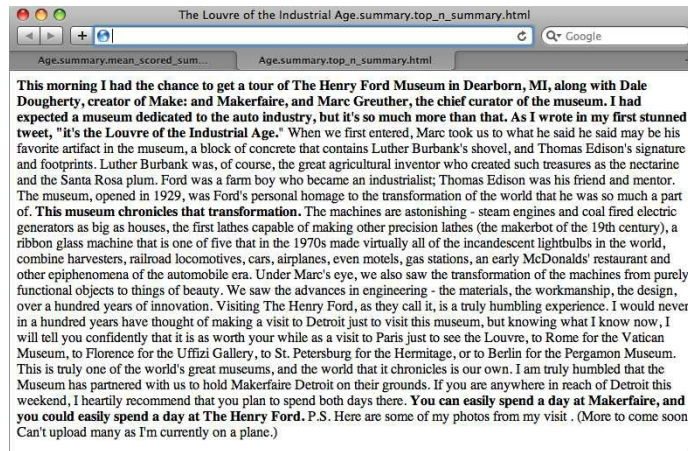 The Louvre of the Industrial Age.summary.top_n_summary.html
Google
Age.summary.mean_scored_sum...
Age.summary.top_n_summary.html
This morning I had the chance to get a tour of The Henry Ford Museum in Dearborn, MI, along with Dale
Dougherty, creator of Make: and Makerfaire, and Marc Greuther, the chief curator of the museum. I had
expected a museum dedicated to the auto industry, but it's so much more than that. As I wrote in my first stunned
tweet, "it's the Louvre of the Industrial Age." When we first entered, Marc took us to what he said he said may be his
favorite artifact in the museum, a block of concrete that contains Luther Burbank's shovel, and Thomas Edison's signature
and footprints. Luther Burbank was, of course, the great agricultural inventor who created such treasures as the nectarine
and the Santa Rosa plum. Ford was a farm boy who became an industrialist; Thomas Edison was his friend and mentor.
The museum, opened in 1929, was Ford's personal homage to the transformation of the world that he was so much a part
of. This museum chronicles that transformation. The machines are astonishing - steam engines and coal fired electric
generators as big as houses, the first lathes capable of making other precision lathes (the makerbot of the 19th century), a
ribbon glass machine that is one of five that in the 1970s made virtually all of the incandescent lightbulbs in the world,
combine harvesters, railroad locomotives, cars, airplanes, even motels, gas stations, an early McDonalds' restaurant and
other epiphenomena of the automobile era. Under Marc's eye, we also saw the transformation of the machines from purely
functional objects to things of beauty. We saw the advances in engineering - the materials, the workmanship, the design,
over a hundred years of innovation. Visiting The Henry Ford, as they call it, is a truly humbling experience. I would never
in a hundred years have thought of making a visit to Detroit just to visit this museum, but knowing what I know now, I
will tell you confidently that it is as worth your while as a visit to Paris just to see the Louvre, to Rome for the Vatican
Museum, to Florence for the Uffizi Gallery, to St. Petersburg for the Hermitage, or to Berlin for the Pergamon Museum.
This is truly one of the world's great museums, and the world that it chronicles is our own. I am truly humbled that the
Museum has partnered with us to hold Makerfaire Detroit on their grounds. If you are anywhere in reach of Detroit this
weekend, I heartily recommend that you plan to spend both days there. You can easily spend a day at Makerfaire, and
you could easily spend a day at The Henry Ford. P.S. Here are some of my photos from my visit . (More to come soon
Can't upload many as I'm currently on a plane.)